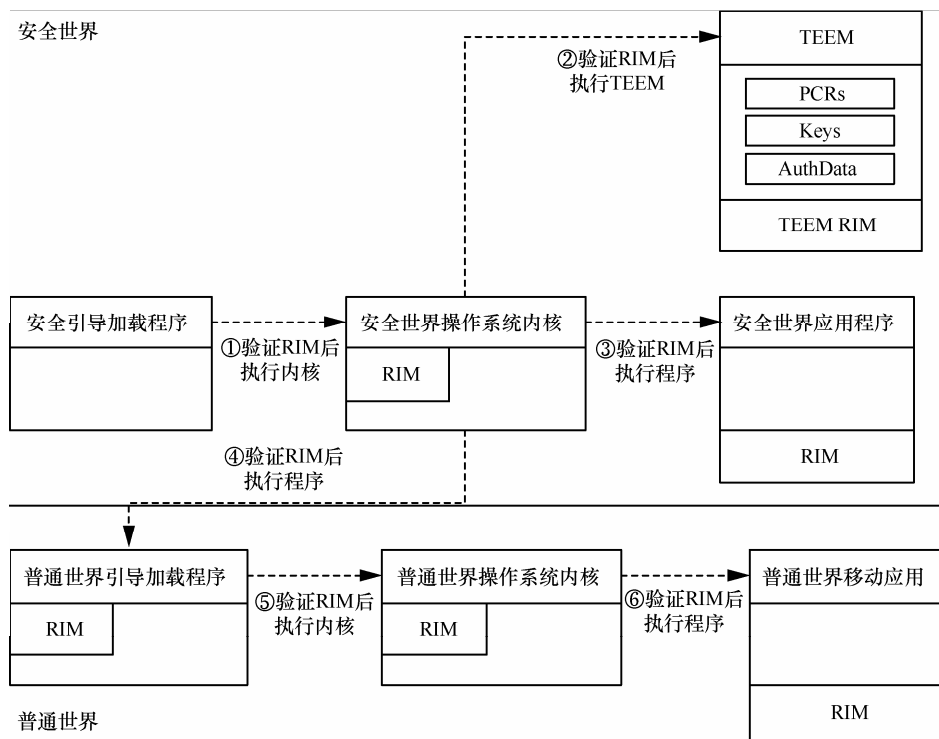 安全世界
②验证RIM后
执行TEEM
TEEM
PCRs
Keys
AuthData
TEEM RIM
安全引导加载程序
①验证RIM后
执行内核
安全世界操作系统内核
RIM
③验证RIM后
执行程序
安全世界应用程序
RIM
④验证RIM后
执行程序
普通世界引导加载程序
RIM
⑤验证RIM后
执行内核
普通世界操作系统内核
RIM
⑥验证RIM后
执行程序
普通世界移动应用
RIM
普通世界